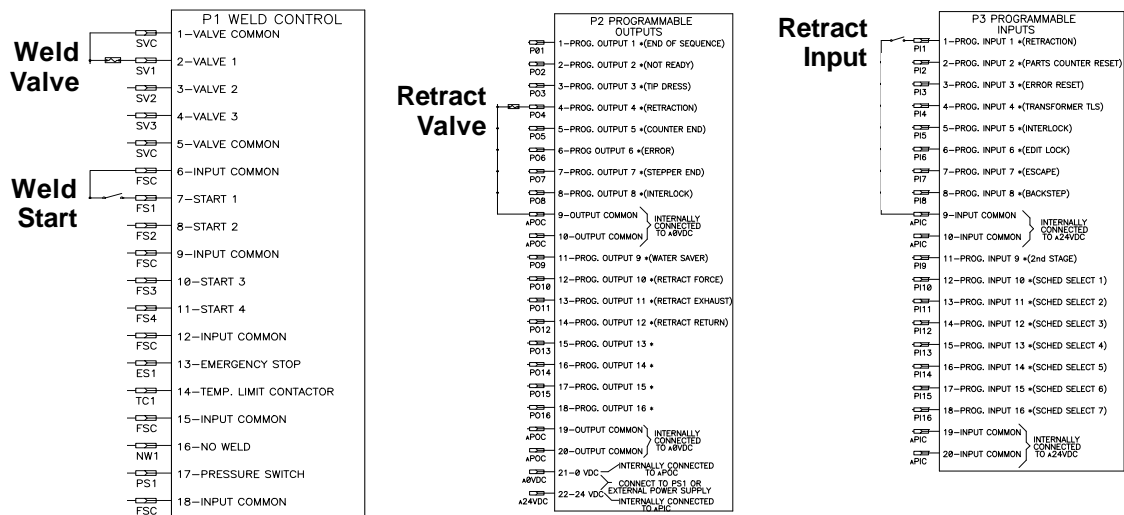 Weld
Valve
Weld
Start
P1 WELD CONTROL
SVC 1-VALVE COMMON
SV1 2-VALVE 1
SV2 3-VALVE 2
SV3 4-VALVE 3
SVC 5-VALVE COMMON
FSC 6-INPUT COMMON
FS1 7-START 1
FS2 8-START 2
FSC 9-INPUT COMMON
FS3 10-START 3
FS4 11-START 4
FSC 12-INPUT COMMON
ES1 13-EMERGENCY STOP
TC1 14-TEMP. LIMIT CONTACTOR
FSC 15-INPUT COMMON
NW1 16-NO WELD
PS1 17-PRESSURE SWITCH
FSC 18-INPUT COMMON
Retract
Valve
P2 PROGRAMMABLE
OUTPUTS
PO1 1-PROG. OUTPUT 1 *(END OF SEQUENCE)
PO2 2-PROG. OUTPUT 2 *(NOT READY)
PO3 3-PROG. OUTPUT 3 *(TIP DRESS)
PO4 4-PROG. OUTPUT 4 *(RETRACTION)
PO5 5-PROG. OUTPUT 5 *(COUNTER END)
PO6 6-PROG OUTPUT 6 *(ERROR)
PO7 7-PROG. OUTPUT 7 *(STEPPER END)
PO8 8-PROG. OUTPUT 8 *(INTERLOCK)
APOC 9-OUTPUT COMMON
APOC 10-OUTPUT COMMON
INTERNALLY
CONNECTED
TO A0VDC
PO9 11-PROG. OUTPUT 9 *(WATER SAVER)
PO10 12-PROG. OUTPUT 10 *(RETRACT FORCE)
PO11 13-PROG. OUTPUT 11 *(RETRACT EXHAUST)
PO12 14-PROG. OUTPUT 12 *(RETRACT RETURN)
PO13 15-PROG. OUTPUT 13 *
PO14 16-PROG. OUTPUT 14 *
PO15 17-PROG. OUTPUT 15 *
PO16 18-PROG. OUTPUT 16 *
APOC 19-OUTPUT COMMON
APOC 20-OUTPUT COMMON
INTERNALLY
CONNECTED
TO A0VDC
A0VDC 21-0 VDC
INTERNALLY CONNECTED
TO APOC
CONNECT TO PS1 OR
EXTERNAL POWER SUPPLY
A24VDC 22-24 VDC
INTERNALLY CONNECTED
TO APIC
Retract
Input
P3 PROGRAMMABLE
INPUTS
PI1 1-PROG. INPUT 1 *(RETRACTION)
PI2 2-PROG. INPUT 2 *(PARTS COUNTER RESET)
PI3 3-PROG. INPUT 3 *(ERROR RESET)
PI4 4-PROG. INPUT 4 *(TRANSFORMER TLS)
PI5 5-PROG. INPUT 5 *(INTERLOCK)
PI6 6-PROG. INPUT 6 *(EDIT LOCK)
PI7 7-PROG. INPUT 7 *(ESCAPE)
PI8 8-PROG. INPUT 8 *(BACKSTEP)
APIC 9-INPUT COMMON
APIC 10-INPUT COMMON
INTERNALLY
CONNECTED
TO A24VDC
PI9 11-PROG. INPUT 9 *(2nd STAGE)
PI10 12-PROG. INPUT 10 *(SCHED SELECT 1)
PI11 13-PROG. INPUT 11 *(SCHED SELECT 2)
PI12 14-PROG. INPUT 12 *(SCHED SELECT 3)
PI13 15-PROG. INPUT 13 *(SCHED SELECT 4)
PI14 16-PROG. INPUT 14 *(SCHED SELECT 5)
PI15 17-PROG. INPUT 15 *(SCHED SELECT 6)
PI16 18-PROG. INPUT 16 *(SCHED SELECT 7)
APIC 19-INPUT COMMON
APIC 20-INPUT COMMON
INTERNALLY
CONNECTED
TO A24VDC